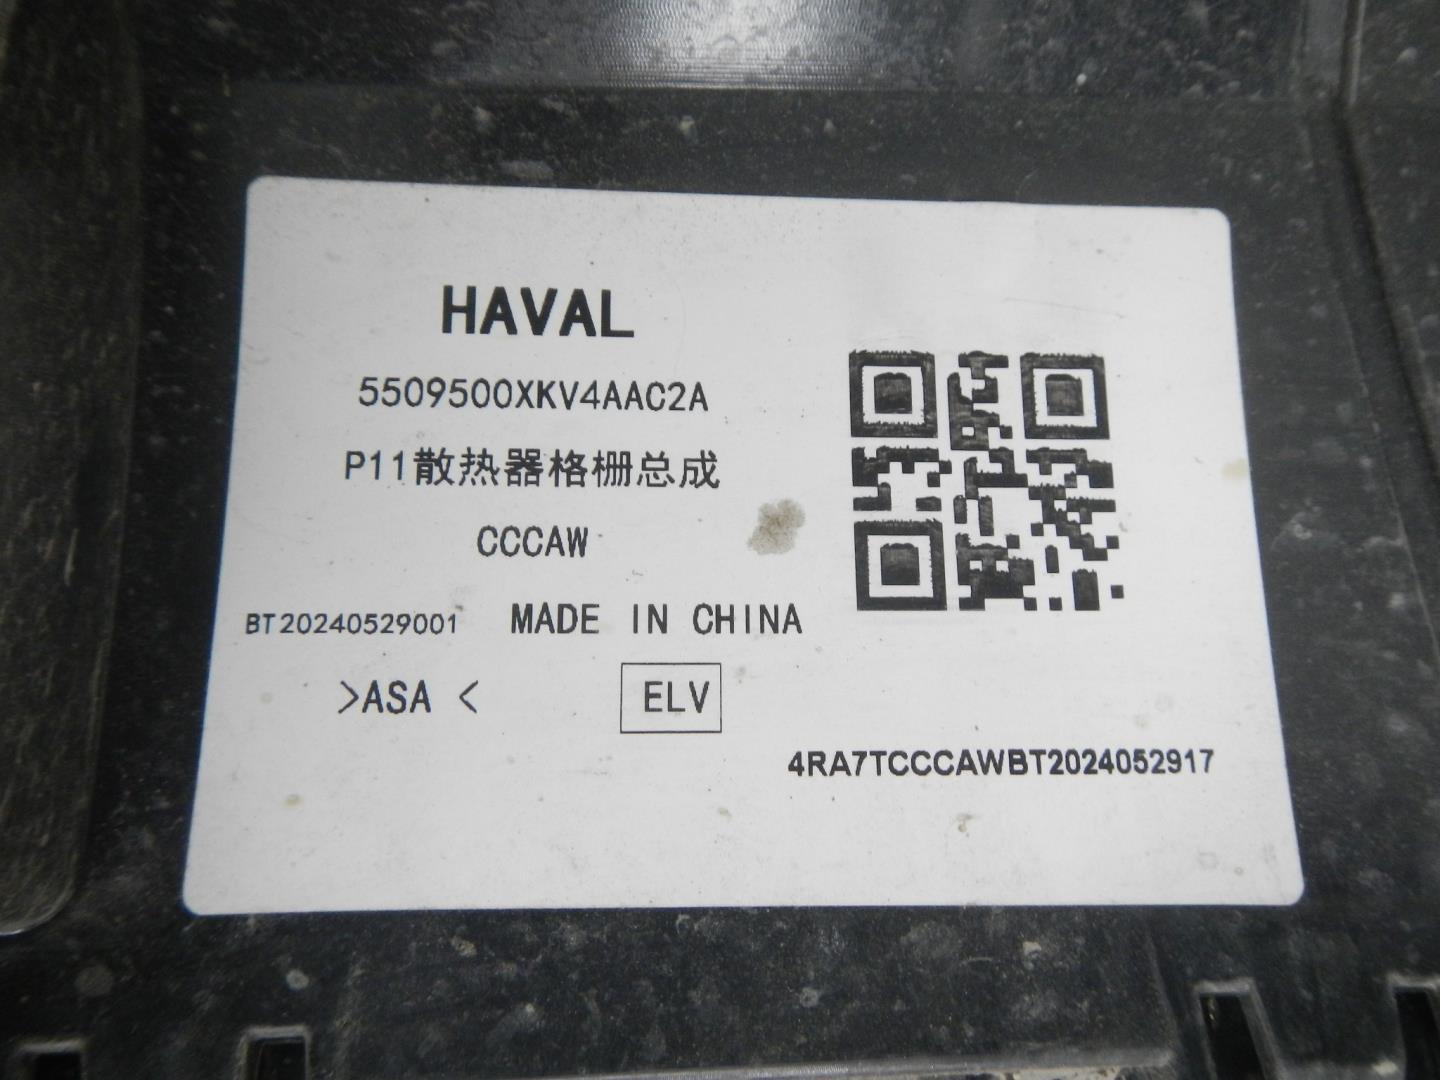 HAVAL
5509500XKV4AAC2A
P11散热器格栅总成
CCCAW
BT20240529001 MADE IN CHINA
>ASA < ELV
4RA7TCCCAWBT2024052917